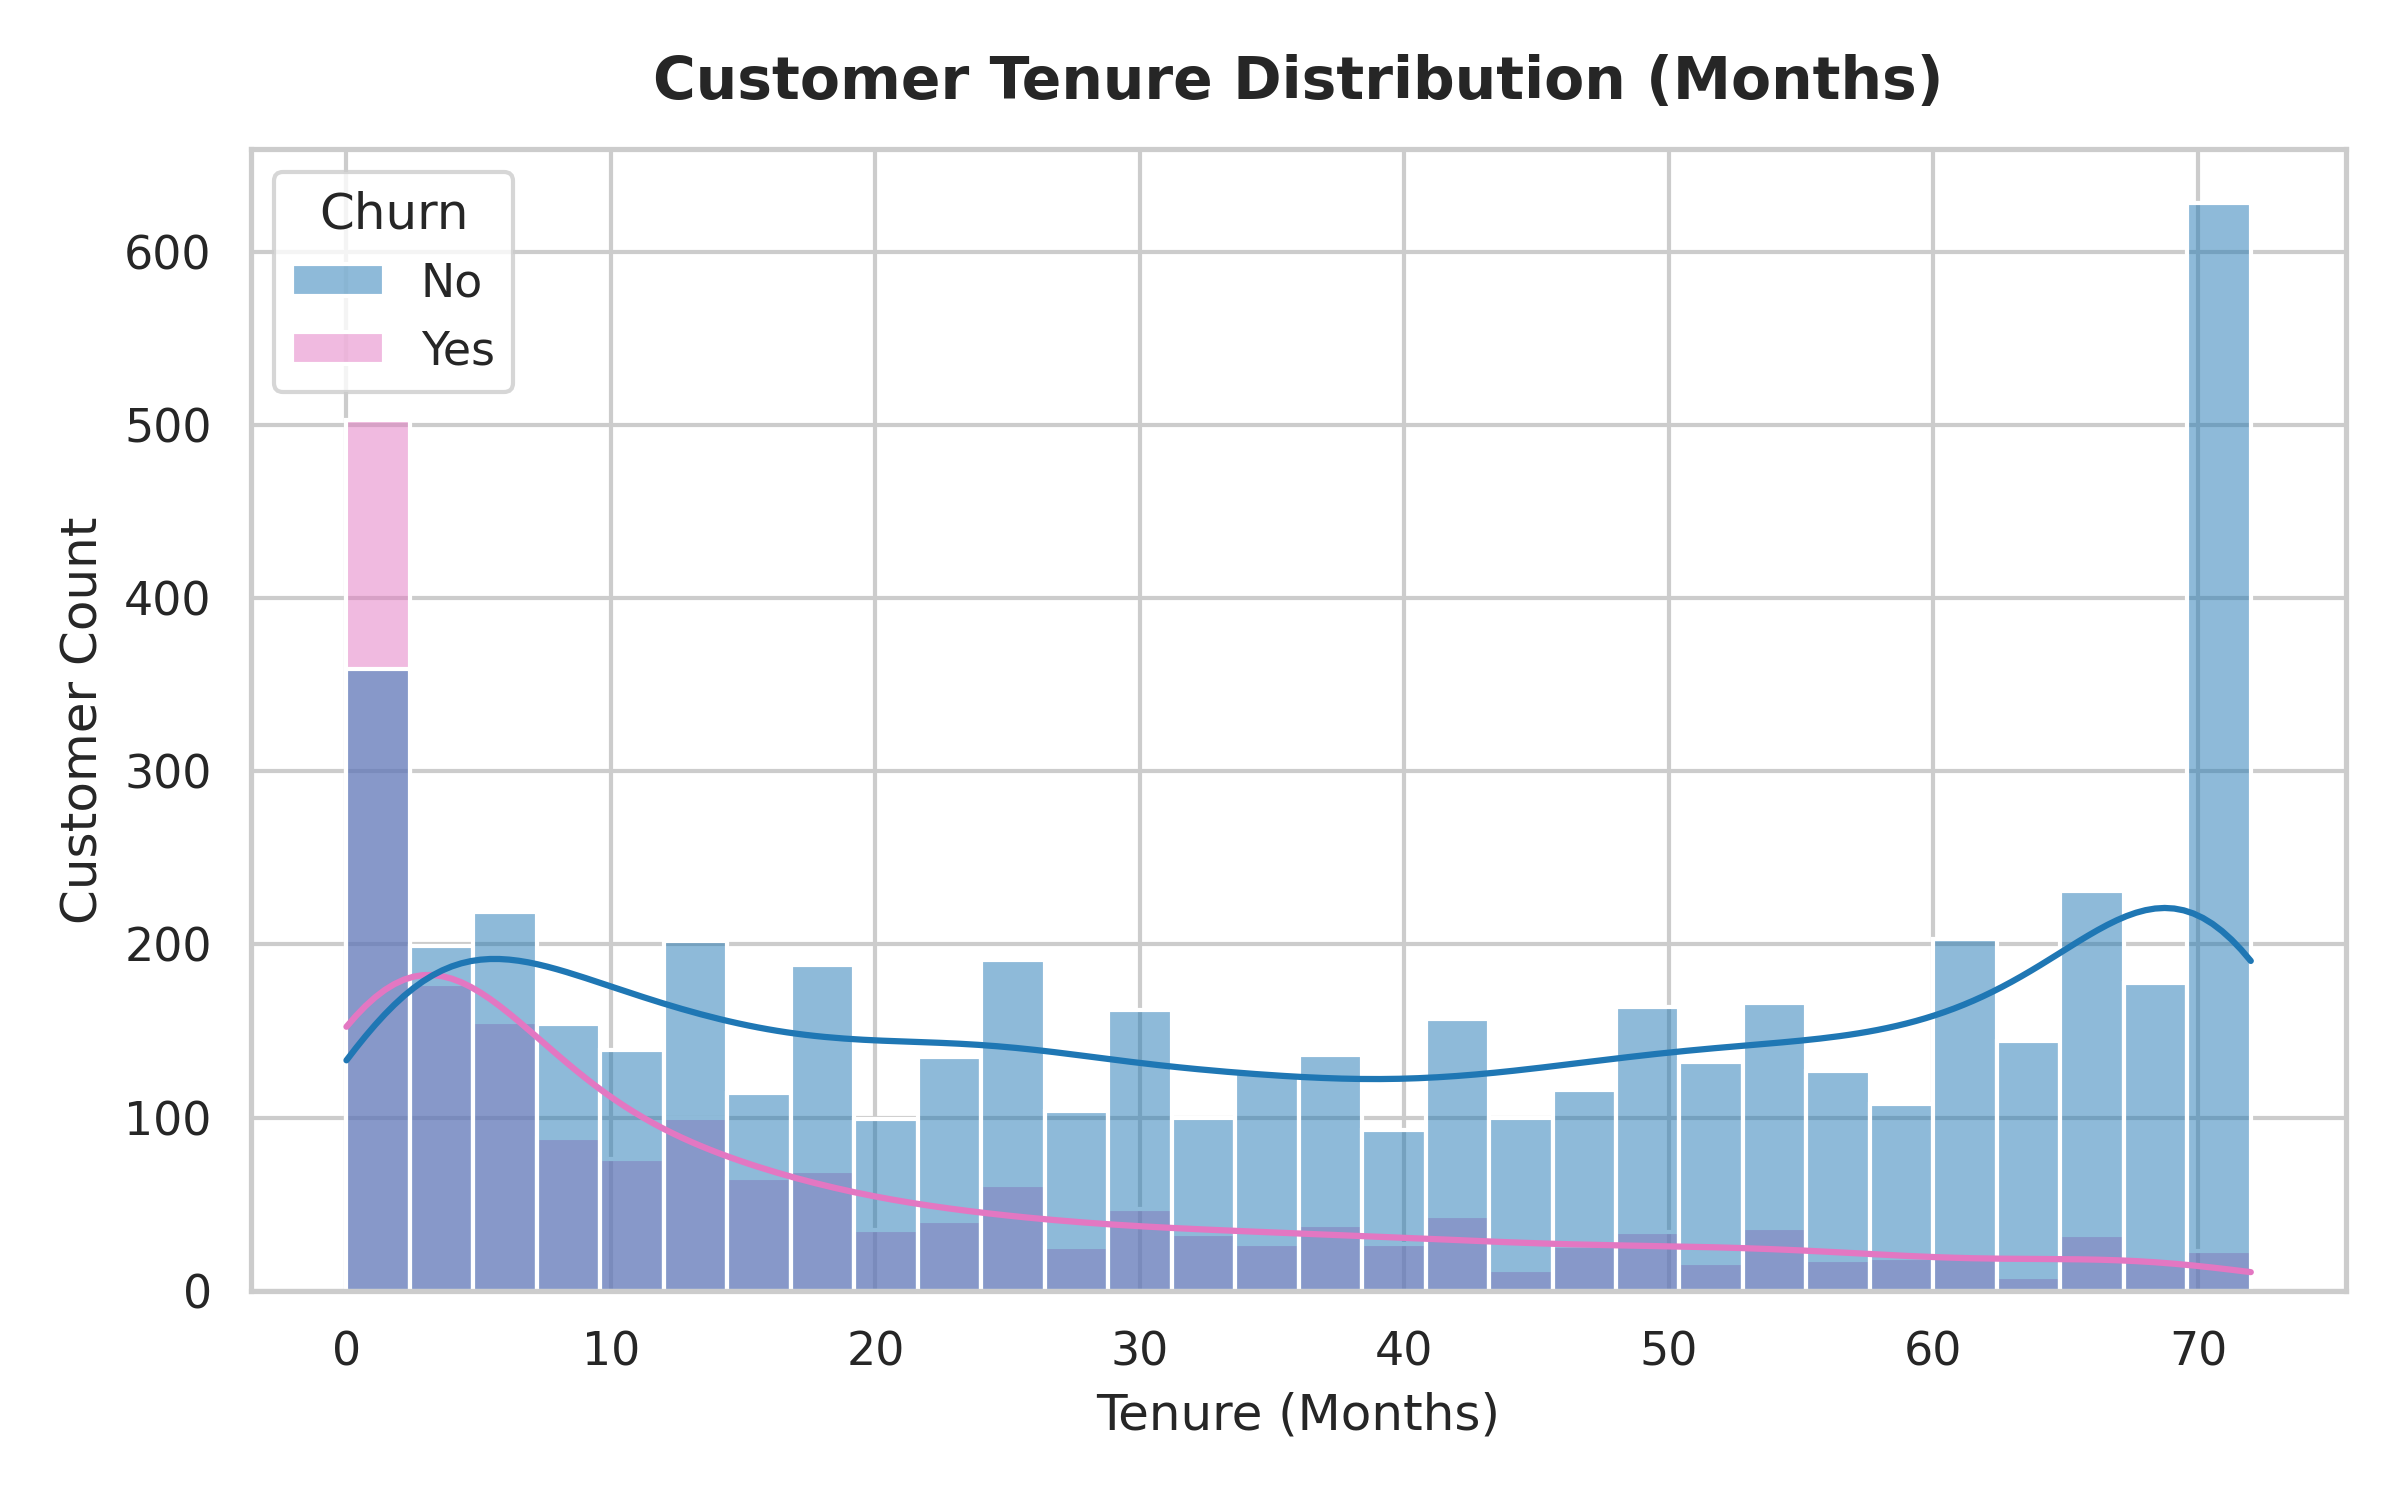 Customer Tenure Distribution (Months)
Churn
No
Yes
Customer Count
600
500
400
300
200
100
0
0 10 20 30 40 50 60 70
Tenure (Months)